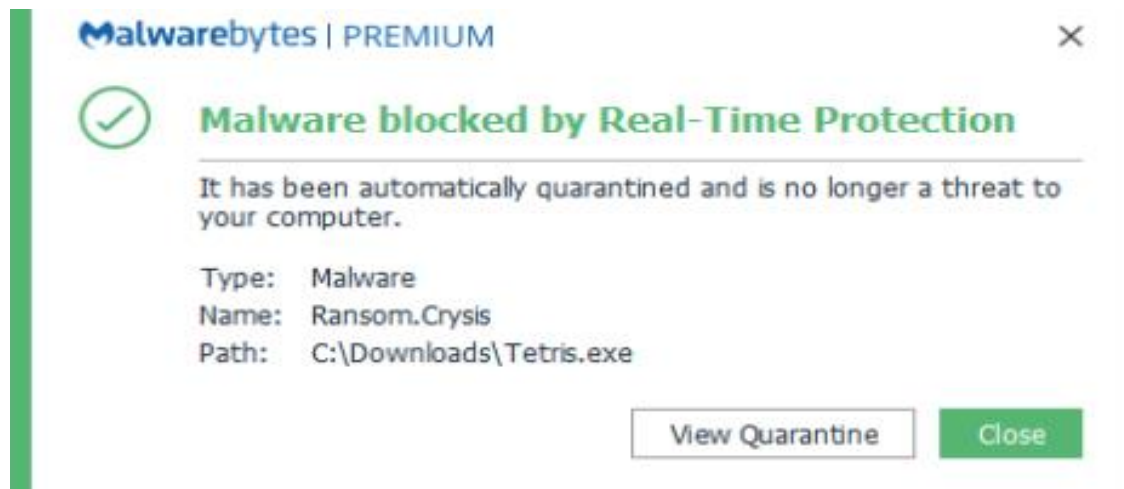 Malwarebytes | PREMIUM
Malware blocked by Real-Time Protection
It has been automatically quarantined and is no longer a threat to
your computer.
Type: Malware
Name: Ransom.Crysis
Path: C:\Downloads\Tetris.exe
View Quarantine Close